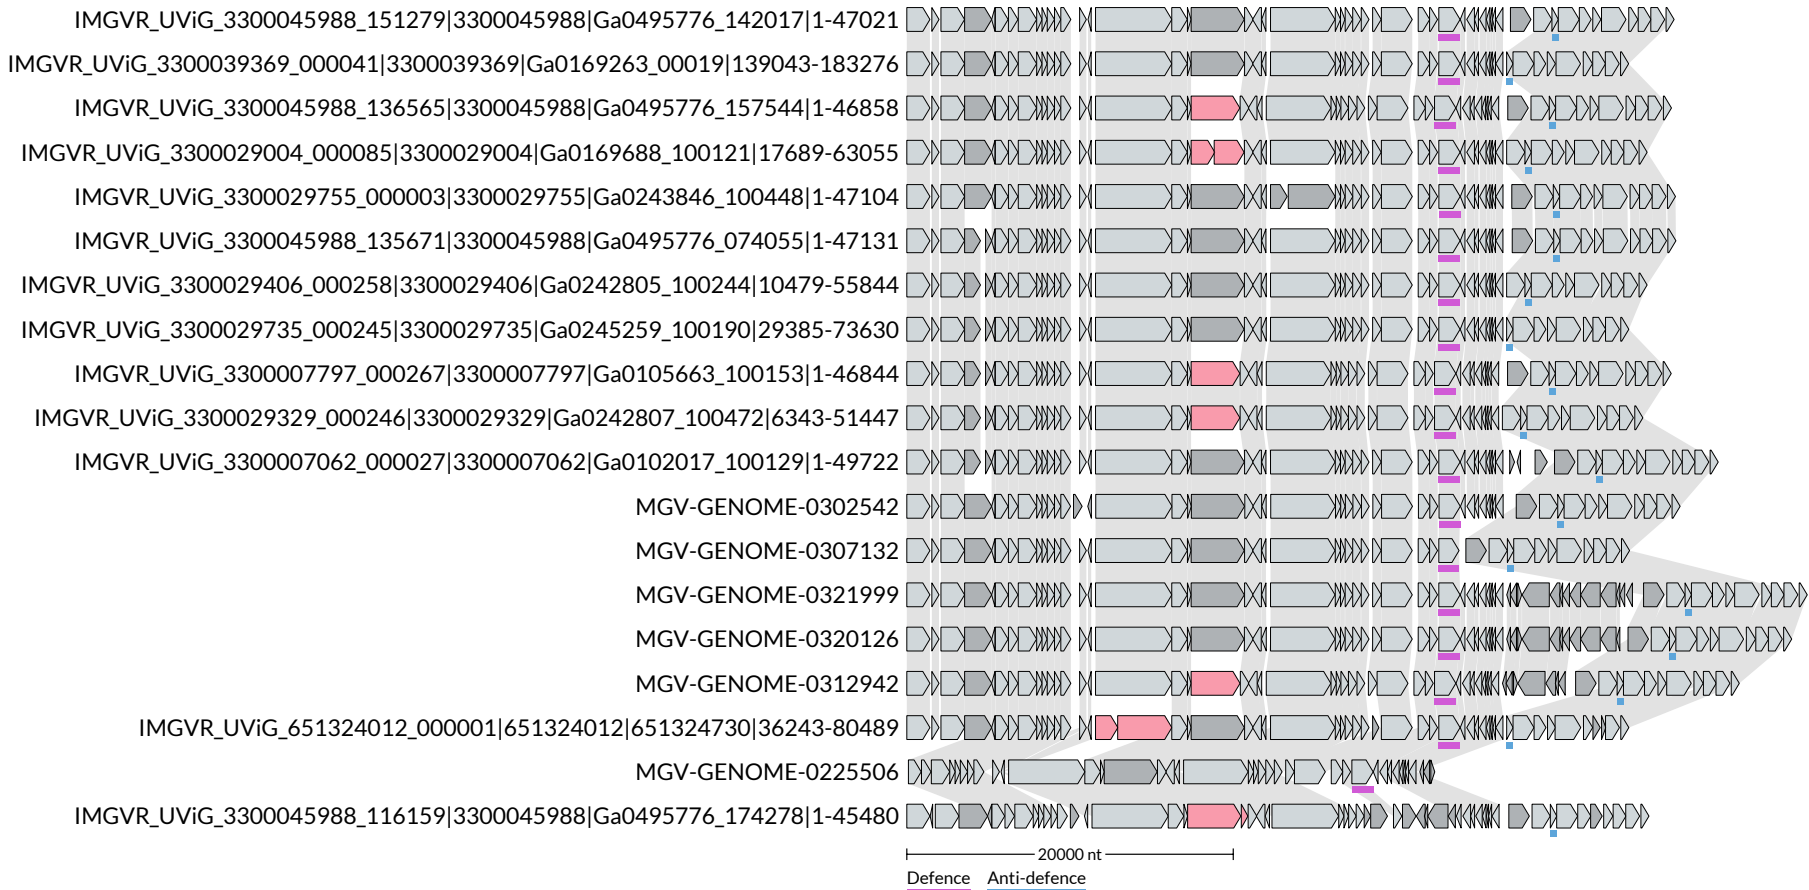 IMGVR_UViG_3300045988_151279|3300045988|Ga0495776_142017|1-47021
IMGVR_UViG_3300039369_000041|3300039369|Ga0169263_00019|139043-183276
IMGVR_UViG_3300045988_136565|3300045988|Ga0495776_157544|1-46858
IMGVR_UViG_3300029004_000085|3300029004|Ga0169688_100121|17689-63055
IMGVR_UViG_3300029755_000003|3300029755|Ga0243846_100448|1-47104
IMGVR_UViG_3300045988_135671|3300045988|Ga0495776_074055|1-47131
IMGVR_UViG_3300029406_000258|3300029406|Ga0242805_100244|10479-55844
IMGVR_UViG_3300029735_000245|3300029735|Ga0245259_100190|29385-73630
IMGVR_UViG_3300007797_000267|3300007797|Ga0105663_100153|1-46844
IMGVR_UViG_3300029329_000246|3300029329|Ga0242807_100472|6343-51447
IMGVR_UViG_3300007062_000027|3300007062|Ga0102017_100129|1-49722
MGV-GENOME-0302542
MGV-GENOME-0307132
MGV-GENOME-0321999
MGV-GENOME-0320126
MGV-GENOME-0312942
IMGVR_UViG_651324012_000001|651324012|651324730|36243-80489
MGV-GENOME-0225506
IMGVR_UViG_3300045988_116159|3300045988|Ga0495776_174278|1-45480
20000 nt
Defence Anti-defence